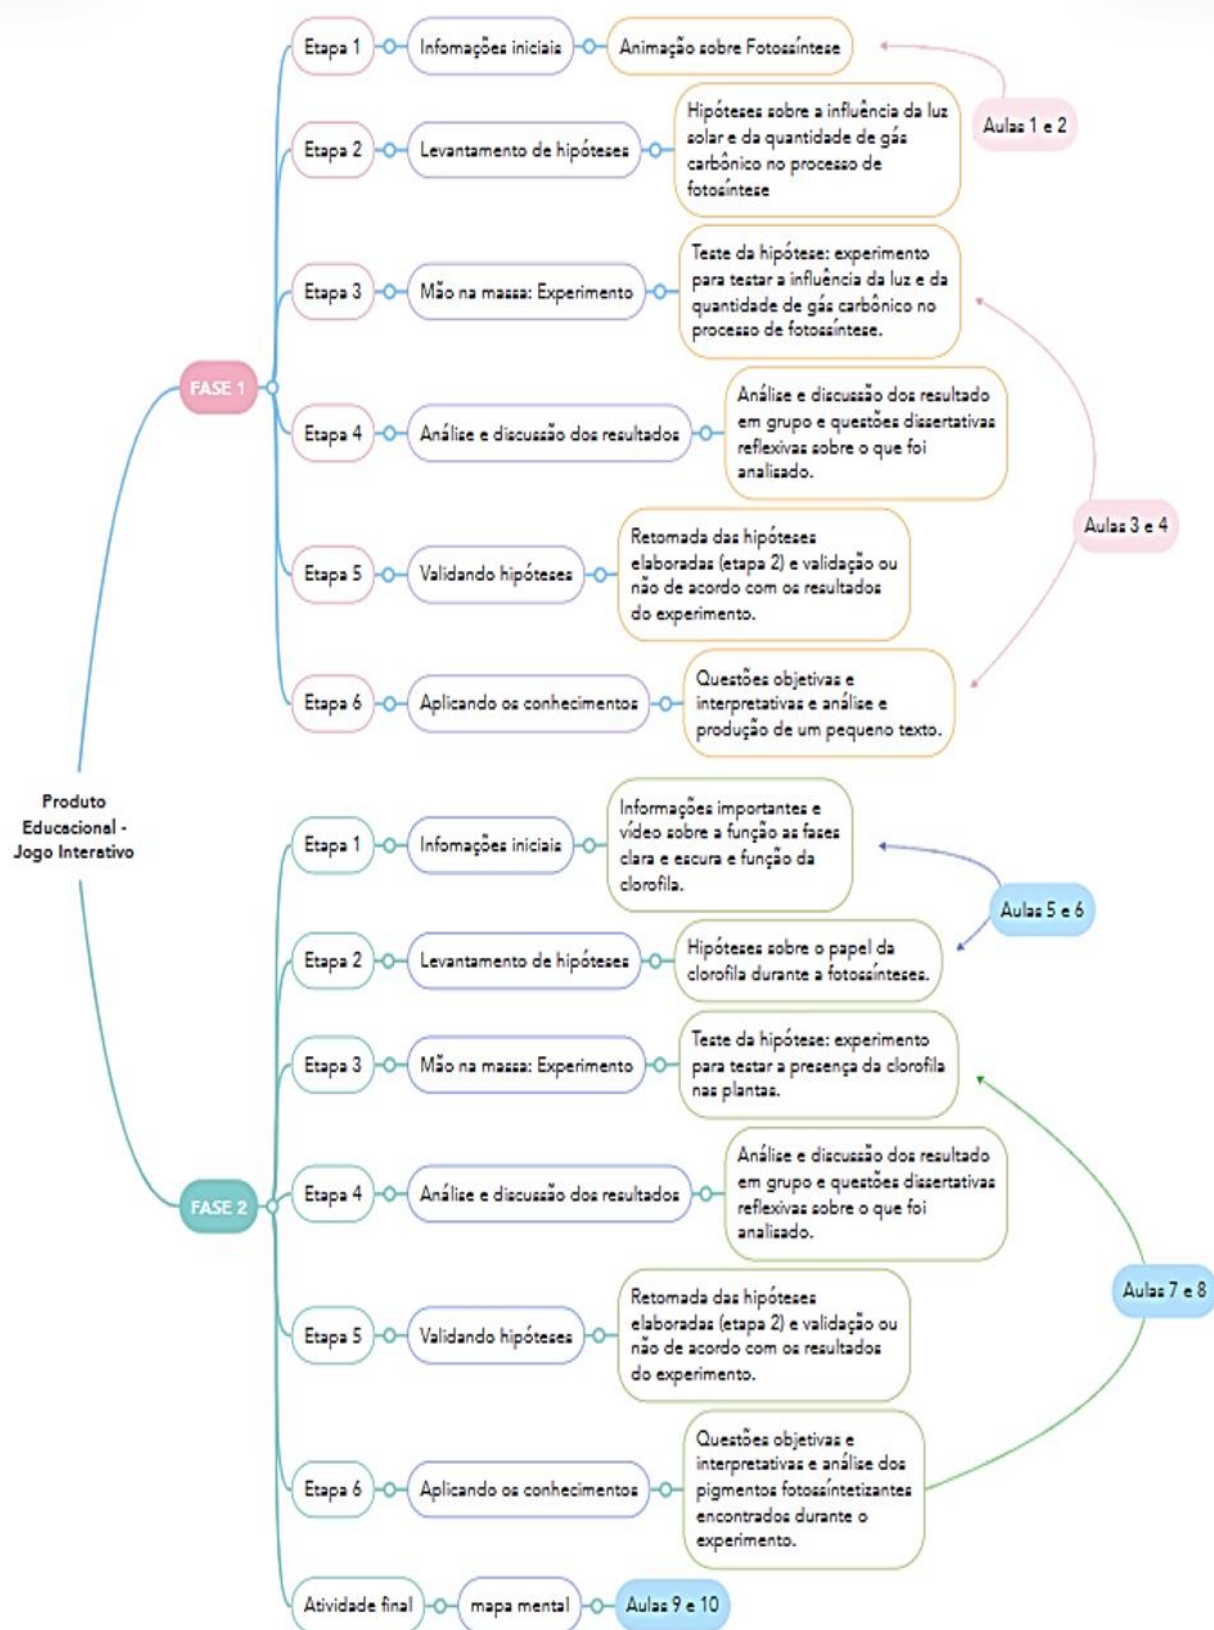 Produto
Educacional -
Jogo Interativo
FASE 1
Etapa 1
Infomações iniciais
Animação sobre Fotossíntese
Aulas 1 e 2
Etapa 2
Levantamento de hipóteses
Hipóteses sobre a influência da luz
solar e da quantidade de gás
carbônico no processo de
fotosíntese
Etapa 3
Mão na massa: Experimento
Teste da hipótese: experimento
para testar a influência da luz e da
quantidade de gás carbônico no
processo de fotossíntese.
Etapa 4
Análise e discussão dos resultados
Análise e discussão dos resultado
em grupo e questões dissertativas
reflexivas sobre o que foi
analisado.
Aulas 3 e 4
Etapa 5
Validando hipóteses
Retomada das hipóteses
elaboradas (etapa 2) e validação ou
não de acordo com os resultados
do experimento.
Etapa 6
Aplicando os conhecimentos
Questões objetivas e
interpretativas e análise e
produção de um pequeno texto.
FASE 2
Etapa 1
Infomações iniciais
Informações importantes e
vídeo sobre a função as fases
clara e escura e função da
clorofila.
Aulas 5 e 6
Etapa 2
Levantamento de hipóteses
Hipóteses sobre o papel da
clorofila durante a fotossínteses.
Etapa 3
Mão na massa: Experimento
Teste da hipótese: experimento
para testar a presença da clorofila
nas plantas.
Etapa 4
Análise e discussão dos resultados
Análise e discussão dos resultado
em grupo e questões dissertativas
reflexivas sobre o que foi
analisado.
Aulas 7 e 8
Etapa 5
Validando hipóteses
Retomada das hipóteses
elaboradas (etapa 2) e validação ou
não de acordo com os resultados
do experimento.
Etapa 6
Aplicando os conhecimentos
Questões objetivas e
interpretativas e análise dos
pigmentos fotossíntetizantes
encontrados durante o
experimento.
Atividade final
mapa mental
Aulas 9 e 10